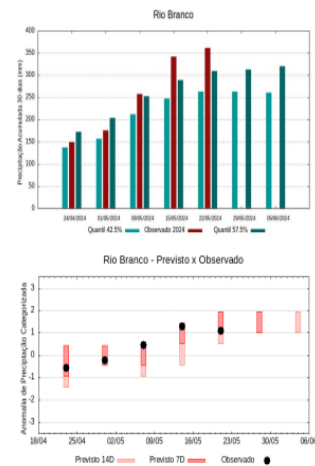 Rio Branco
Precipitação Acumulada 30 dias (mm)
400
350
300
250
200
150
100
50
0
24/04/2024 01/05/2024 08/05/2024 15/05/2024 22/05/2024 29/05/2024 05/06/2024
Quantil 42.5% Observado 2024 Quantil 57.5%
Rio Branco - Previsto x Observado
Anomalia de Precipitação Categorizada
3
2
1
0
-1
-2
-3
18/04 25/04 02/05 09/05 16/05 23/05 30/05 06/06
Previsto 14D Previsto 7D Observado